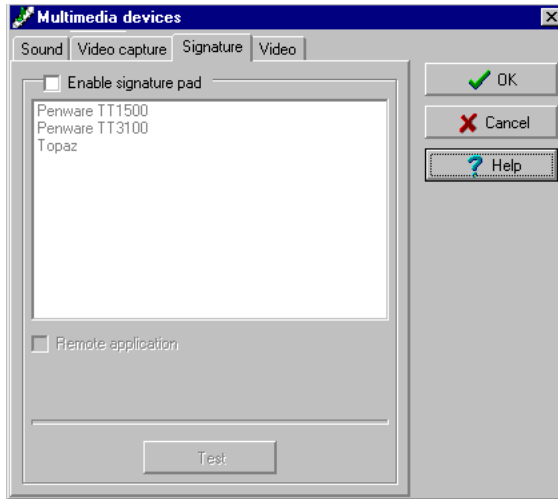 Multimedia devices
Sound Video capture Signature Video
Enable signature pad
Penware TT1500
Penware TT3100
Topaz
Remote application
Test
OK
Cancel
Help